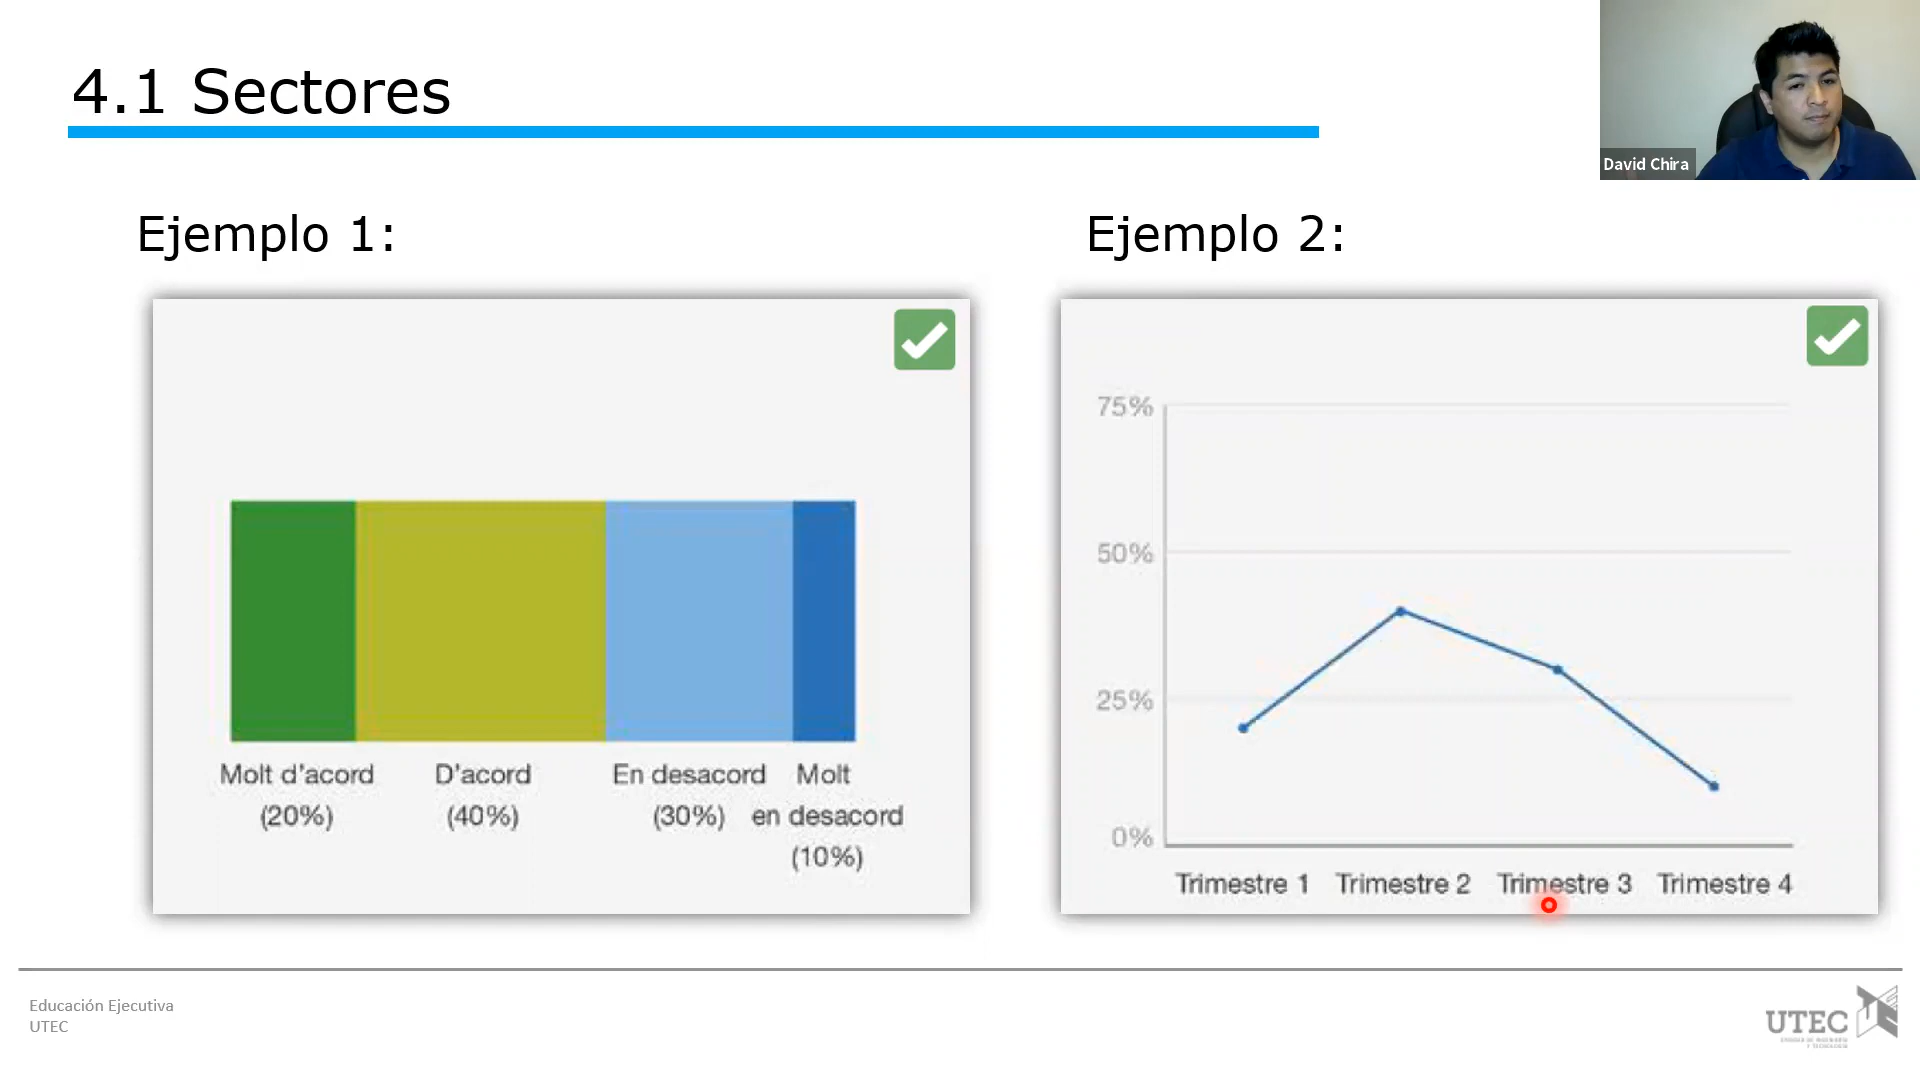 4.1 Sectores
David Chira
Ejemplo 1:
Ejemplo 2:
Molt d'acord
(20%)
D'acord
(40%)
En desacord
(30%)
Molt
en desacord
(10%)
75%
50%
25%
0%
Trimestre 1
Trimestre 2
Trimestre 3
Trimestre 4
Educación Ejecutiva
UTEC
UTEC